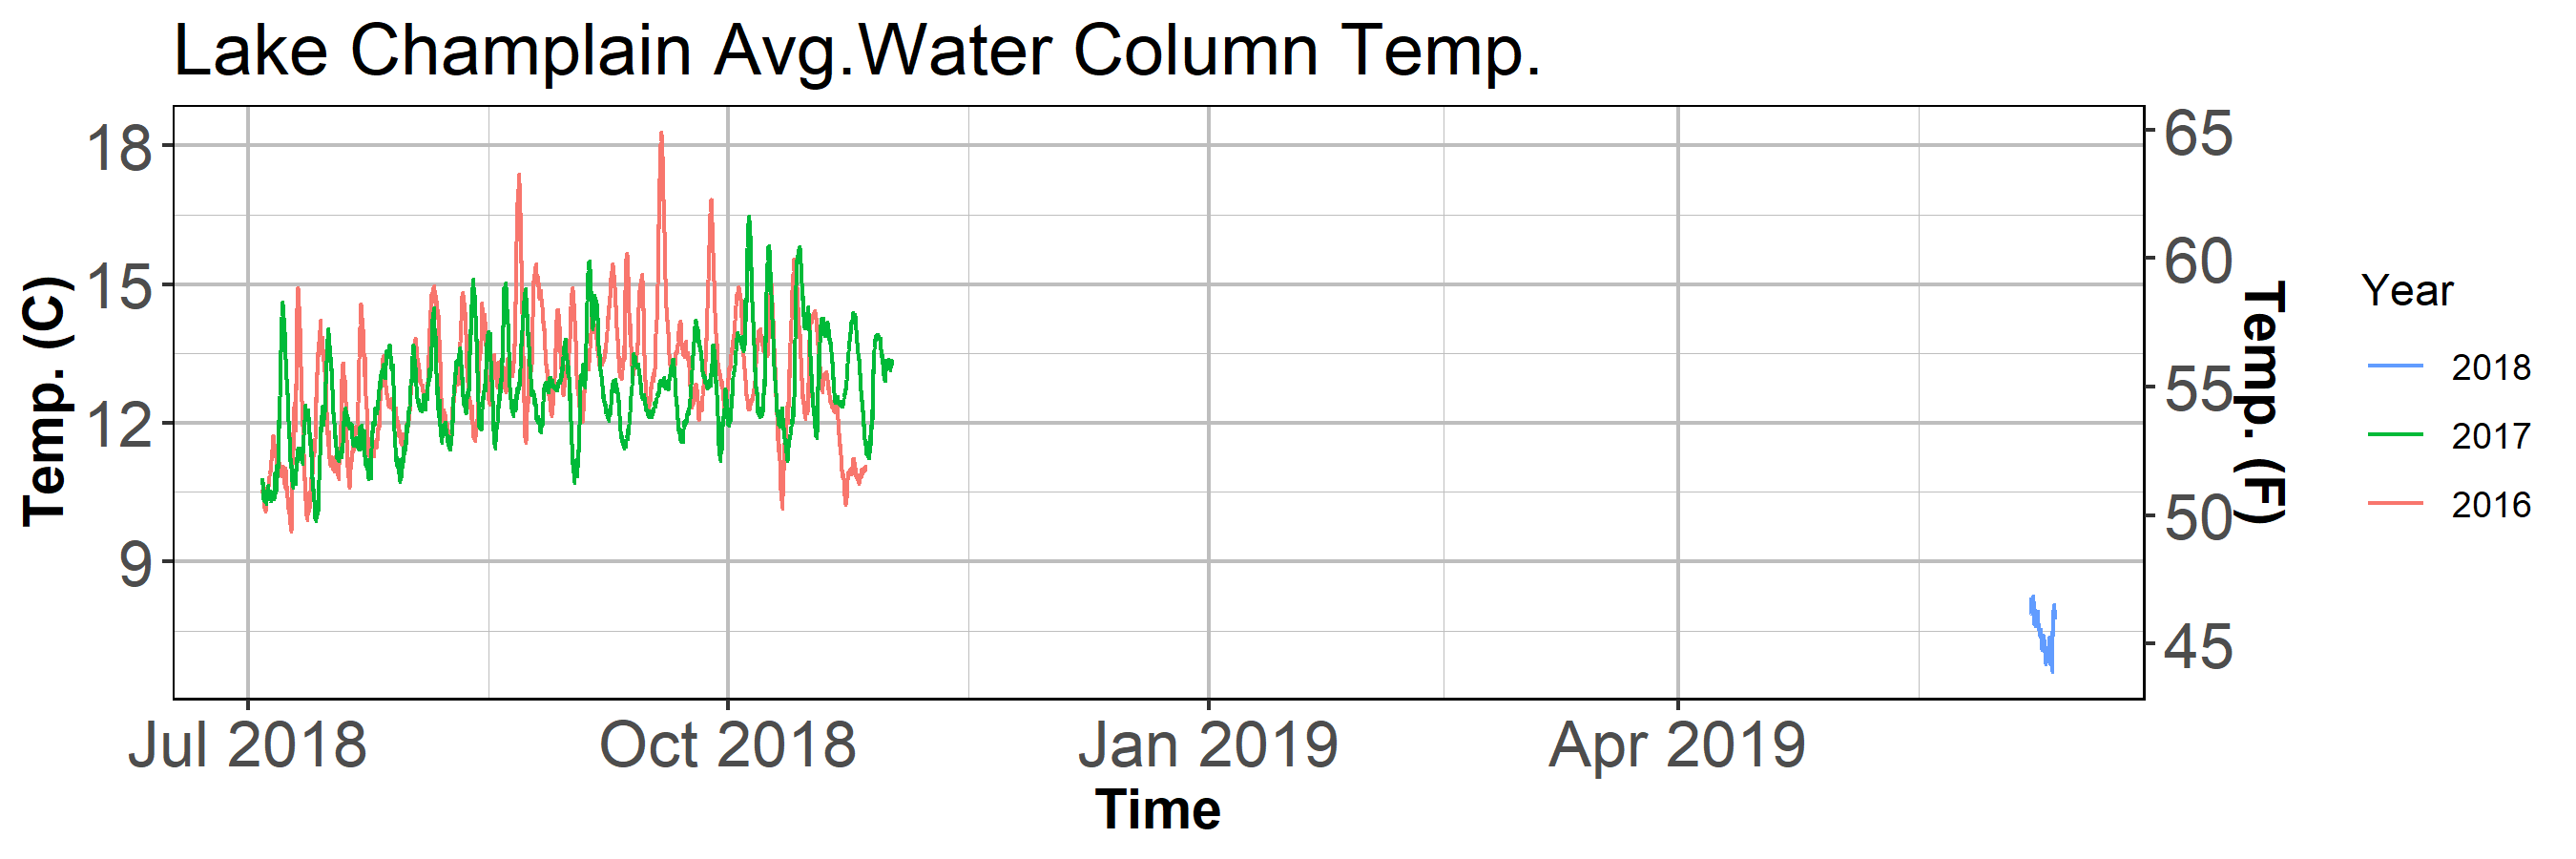 Lake Champlain Avg.Water Column Temp.
18
15
12
9
Temp. (C)
65
60
55
50
45
Temp. (F)
Jul 2018
Oct 2018
Jan 2019
Apr 2019
Time
Year
2018
2017
2016